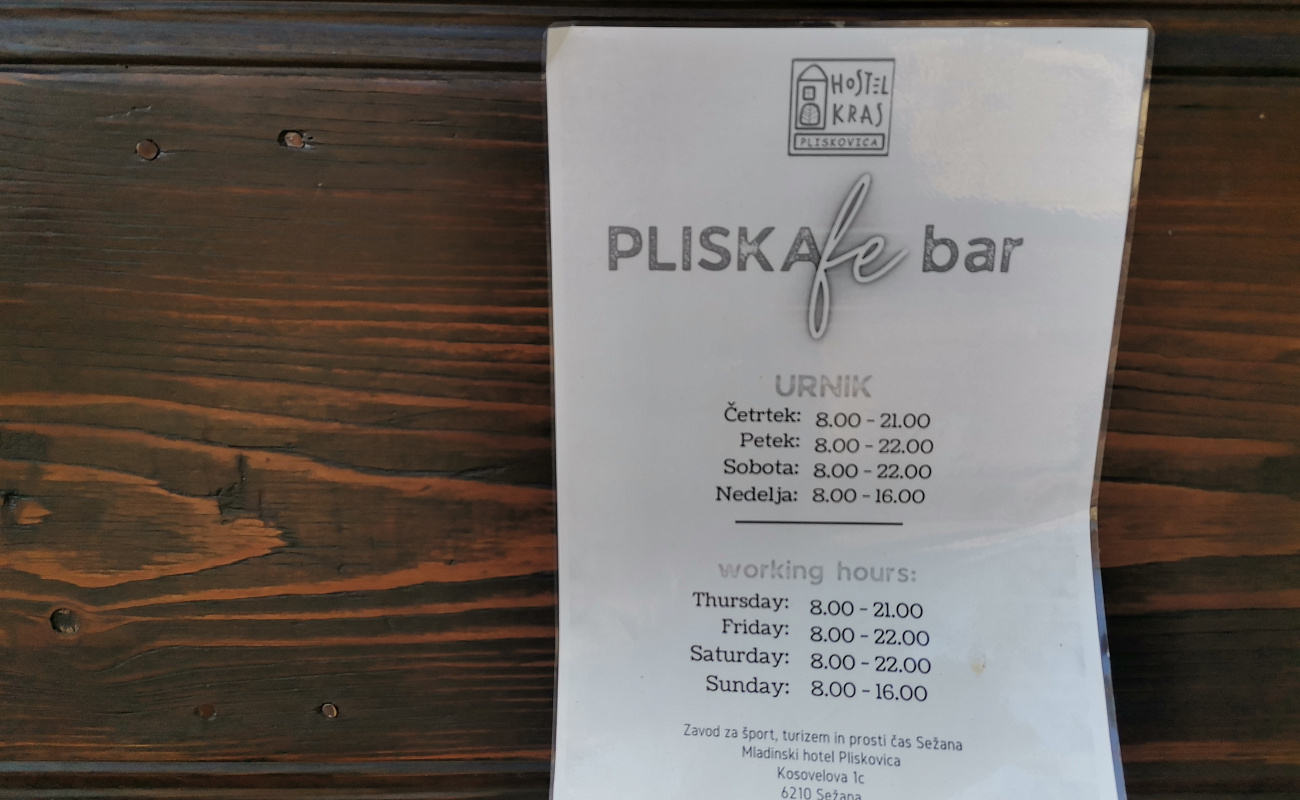 HOSTEL
KRAS
PLISKOVICA
PLISKAfe bar
URNIK
Četrtek: 8.00 - 21.00
Petek: 8.00 - 22.00
Sobota: 8.00 - 22.00
Nedelja: 8.00 - 16.00
working hours:
Thursday: 8.00 - 21.00
Friday: 8.00 - 22.00
Saturday: 8.00 - 22.00
Sunday: 8.00 - 16.00
Zavod za šport, turizem in prosti čas Sežana
Mladinski hotel Pliskovica
Kosovelova 1c
6210 Sežana